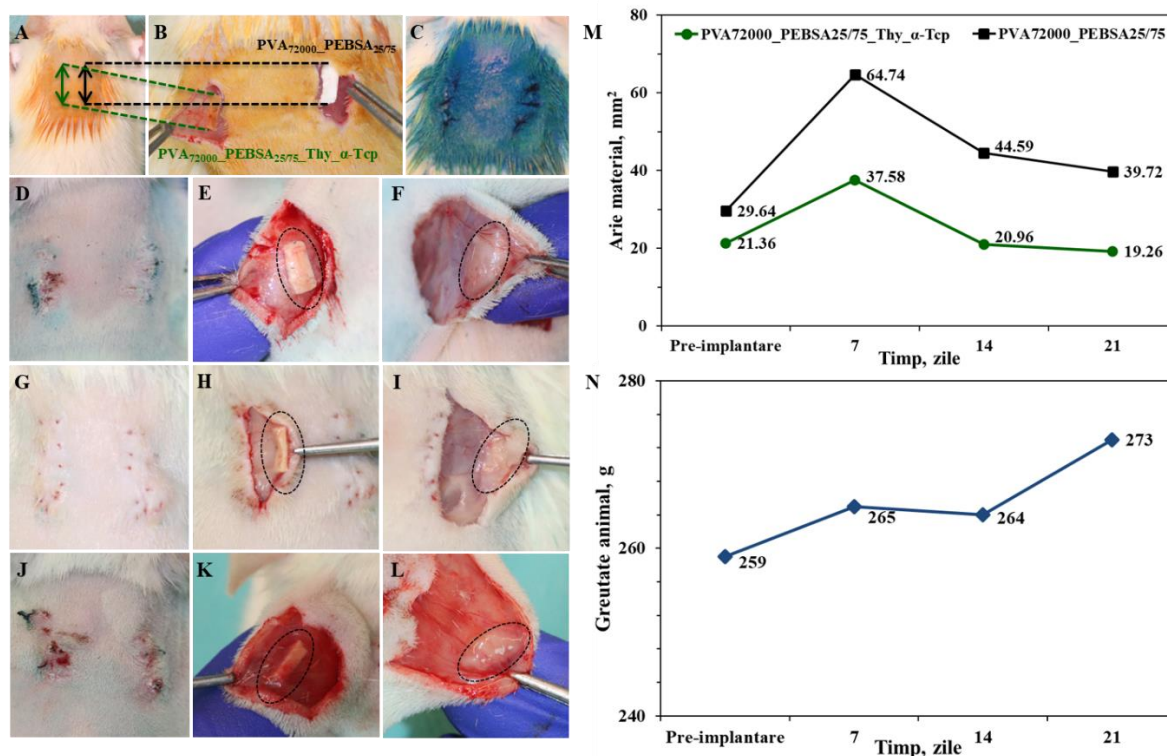 A
B
PVA72000_PEBSA25/75
PVA72000_PEBSA25/75_Thy_α-Tcp
C
D
E
F
G
H
I
J
K
L
M
PVA72000_PEBSA25/75_Thy_α-Tcp
PVA72000_PEBSA25/75
Arie material, mm²
80
60
40
20
0
64.74
44.59
39.72
37.58
29.64
21.36
20.96
19.26
Pre-implantare 7 14 21
Timp, zile
N
Greutate animal, g
280
260
240
259
265
264
273
Pre-implantare 7 14 21
Timp, zile